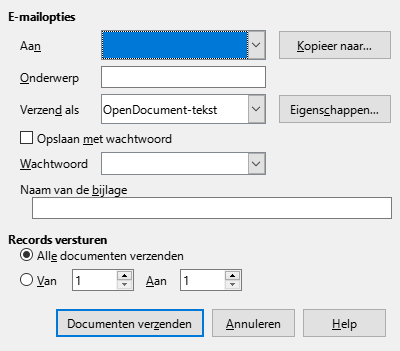 E-mailopties
Aan
Kopieer naar...
Onderwerp
Verzend als OpenDocument-tekst Eigenschappen...
Opslaan met wachtwoord
Wachtwoord
Naam van de bijlage
Records versturen
Alle documenten verzenden
Van 1 Aan 1
Documenten verzenden Annuleren Help